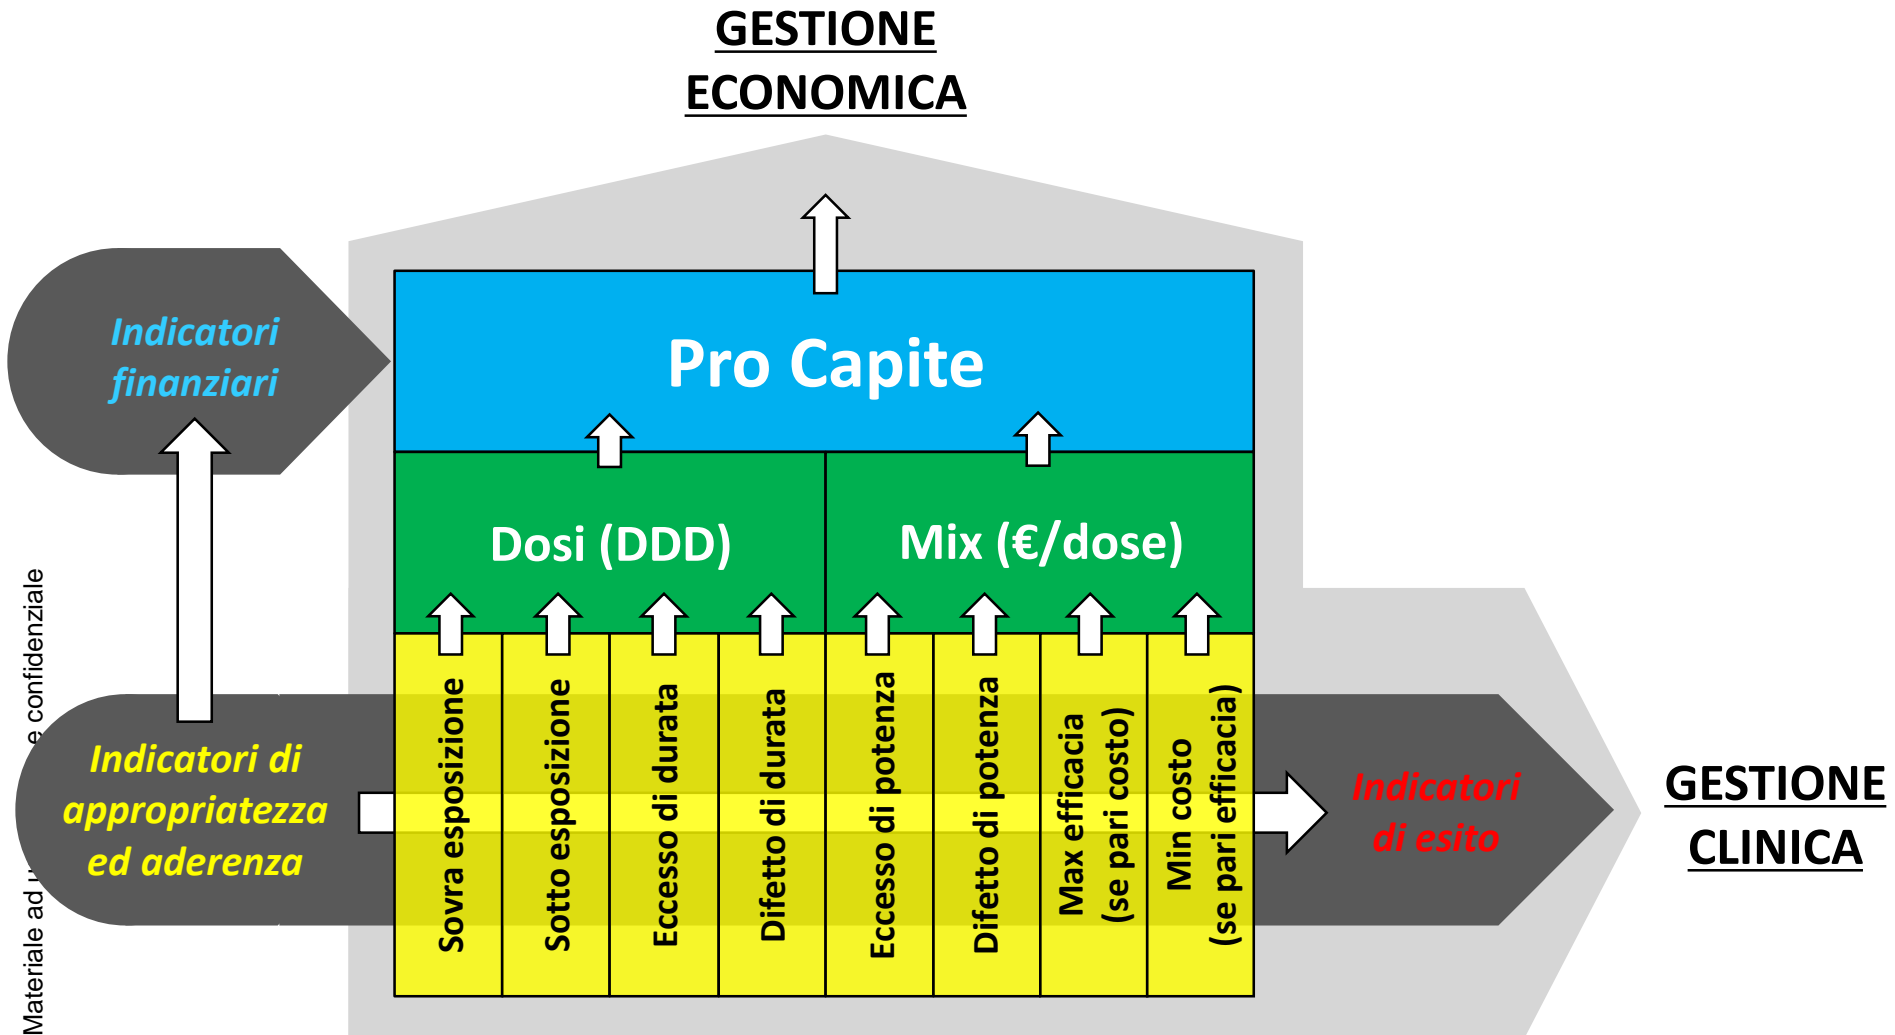 GESTIONE
ECONOMICA
Indicatori
finanziari
Pro Capite
Dosi (DDD)
Mix (€/dose)
Sovra esposizione
Sotto esposizione
Eccesso di durata
Difetto di durata
Eccesso di potenza
Difetto di potenza
Max efficacia
(se pari costo)
Min costo
(se pari efficacia)
Indicatori di
appropriatezza
ed aderenza
Indicatori
di esito
GESTIONE
CLINICA
Materiale ad e confidenziale